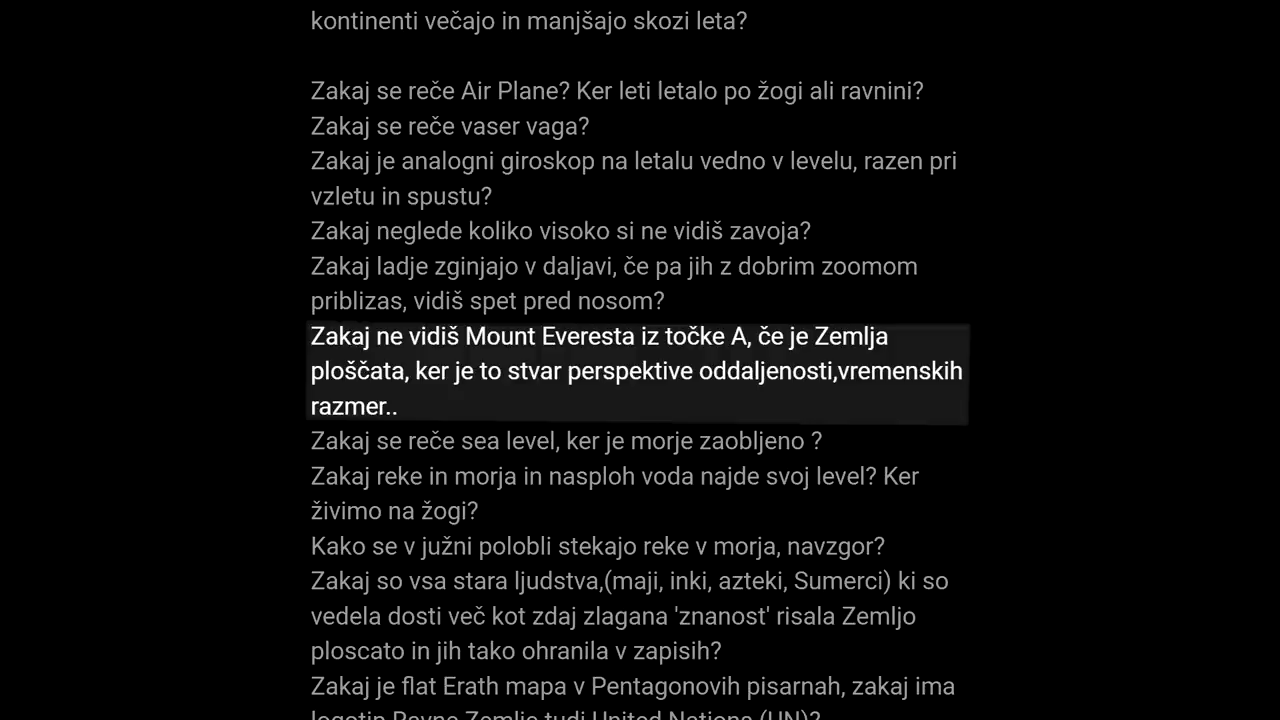 kontinenti večajo in manjšajo skozi leta?
Zakaj se reče Air Plane? Ker leti letalo po žogi ali ravnini?
Zakaj se reče vaser vaga?
Zakaj je analogni giroskop na letalu vedno v levelu, razen pri
vzletu in spustu?
Zakaj neglede koliko visoko si ne vidiš zavoja?
Zakaj ladje zginjajo v daljavi, če pa jih z dobrim zoomom
priblizas, vidiš spet pred nosom?
Zakaj ne vidiš Mount Everesta iz točke A, če je Zemlja
ploščata, ker je to stvar perspektive oddaljenosti,vremenskih
razmer..
Zakaj se reče sea level, ker je morje zaobljeno ?
Zakaj reke in morja in nasploh voda najde svoj level? Ker
živimo na žogi?
Kako se v južni polobli stekajo reke v morja, navzgor?
Zakaj so vsa stara ljudstva,(maji, inki, azteki, Sumerci) ki so
vedela dosti več kot zdaj zlagana 'znanost' risala Zemljo
ploscato in jih tako ohranila v zapisih?
Zakaj je flat Erath mapa v Pentagonovih pisarnah, zakaj ima
logotip Ravne Zemlje tudi United Nations (UN)?